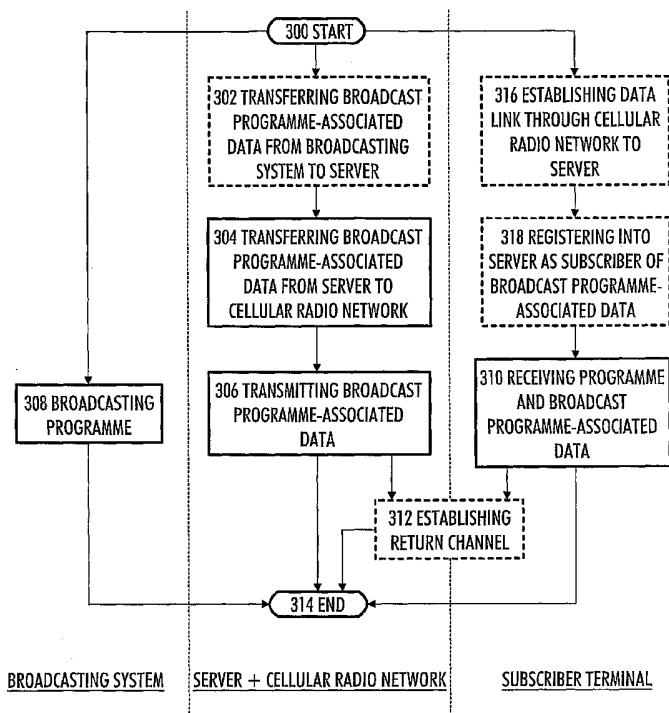 300 START
302 TRANSFERRING BROADCAST
PROGRAMME-ASSOCIATED
DATA FROM BROADCASTING
SYSTEM TO SERVER
316 ESTABLISHING DATA
LINK THROUGH CELLULAR
RADIO NETWORK TO
SERVER
304 TRANSFERRING BROADCAST
PROGRAMME-ASSOCIATED
DATA FROM SERVER TO
CELLULAR RADIO NETWORK
318 REGISTERING INTO
SERVER AS SUBSCRIBER OF
BROADCAST PROGRAMME-
ASSOCIATED DATA
308 BROADCASTING
PROGRAMME
306 TRANSMITTING BROADCAST
PROGRAMME-ASSOCIATED
DATA
310 RECEIVING PROGRAMME
AND BROADCAST
PROGRAMME-ASSOCIATED
DATA
312 ESTABLISHING
RETURN CHANNEL
314 END
BROADCASTING SYSTEM
SERVER + CELLULAR RADIO NETWORK
SUBSCRIBER TERMINAL